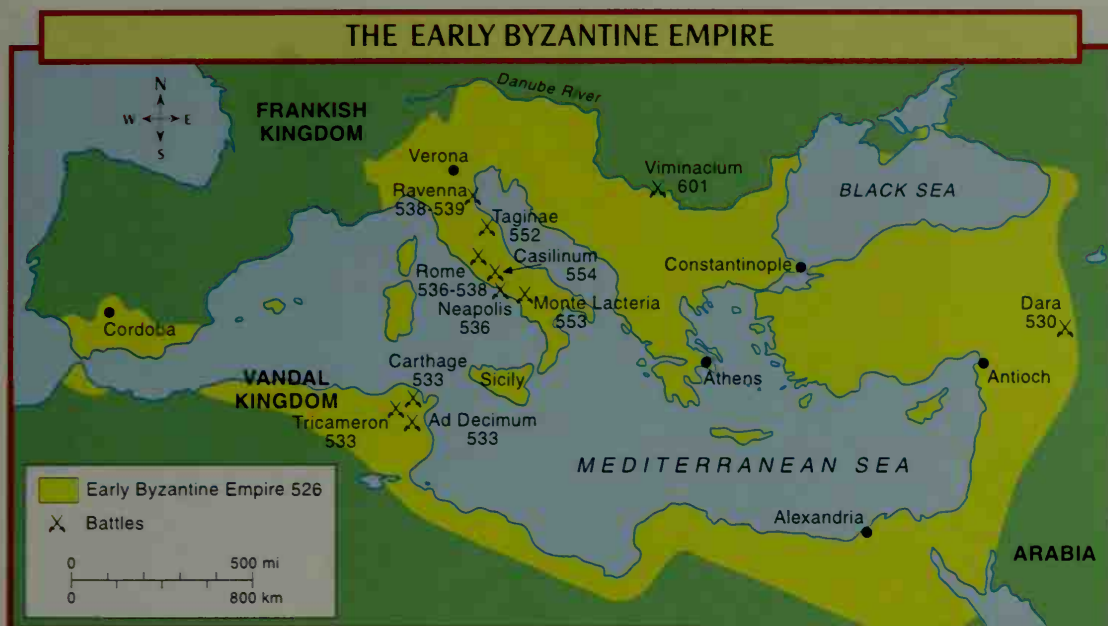 THE EARLY BYZANTINE EMPIRE
N
W E
S
FRANKISH
KINGDOM
Danube River
Verona
Ravenna
538-539
Taginae
552
Viminacium
601
BLACK SEA
Casilinum
554
Rome
536-538
Constantinople
Neapolis
536
Monte Lacteria
553
Dara
530
Cordoba
Carthage
533
Sicily
Athens
Antioch
VANDAL
KINGDOM
Tricameron
533
Ad Decimum
533
MEDITERRANEAN SEA
Early Byzantine Empire 526
Battles
Alexandria
ARABIA
0 500 mi
0 800 km